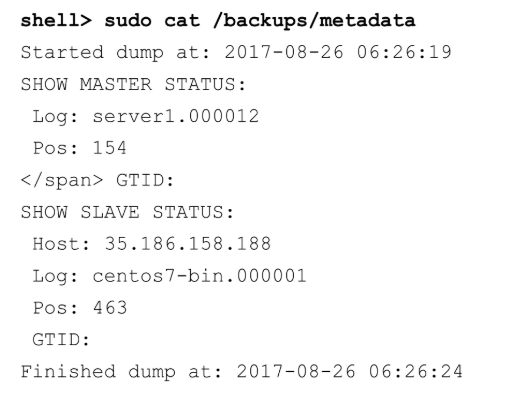 shell> sudo cat /backups/metadata
Started dump at: 2017-08-26 06:26:19
SHOW MASTER STATUS:
Log: server1.000012
Pos: 154
</span> GTID:
SHOW SLAVE STATUS:
Host: 35.186.158.188
Log: centos7-bin.000001
Pos: 463
GTID:
Finished dump at: 2017-08-26 06:26:24